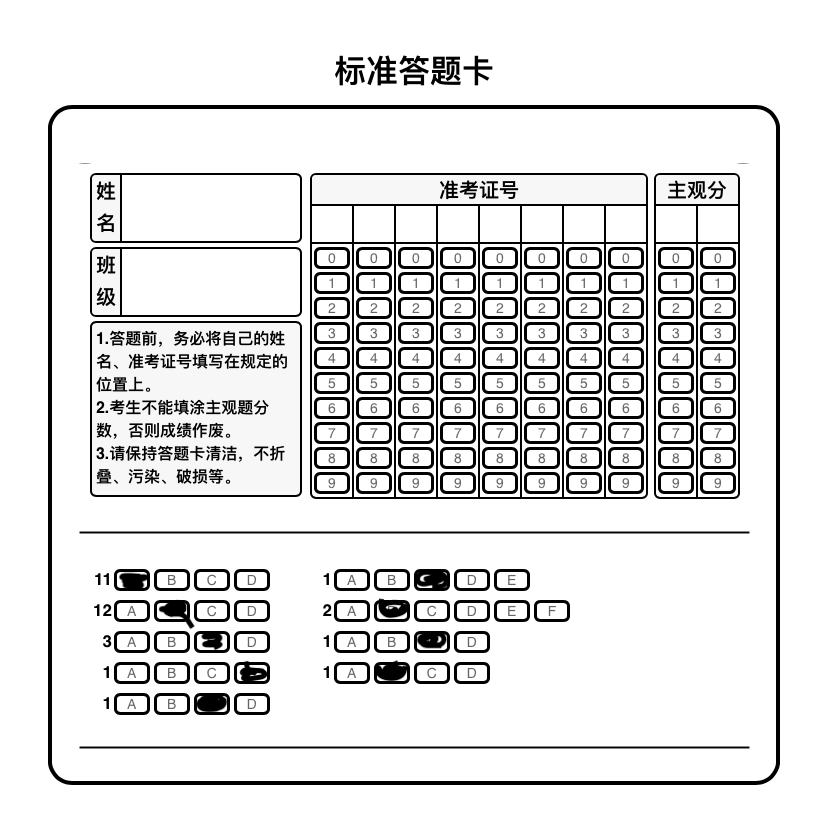 标准答题卡
姓名
班级
1.答题前，务必将自己的姓
名、准考证号填写在规定的
位置上。
2.考生不能填涂主观题分
数，否则成绩作废。
3.请保持答题卡清洁，不折
叠、污染、破损等。
准考证号
0 0 0 0 0 0 0 0
1 1 1 1 1 1 1 1
2 2 2 2 2 2 2 2
3 3 3 3 3 3 3 3
4 4 4 4 4 4 4 4
5 5 5 5 5 5 5 5
6 6 6 6 6 6 6 6
7 7 7 7 7 7 7 7
8 8 8 8 8 8 8 8
9 9 9 9 9 9 9 9
主观分
0 0
1 1
2 2
3 3
4 4
5 5
6 6
7 7
8 8
9 9
11 B C D
12 A C D
3 A B D
1 A B C
1 A B D
1 A B D E
2 A C D E F
1 A B D
1 A C D